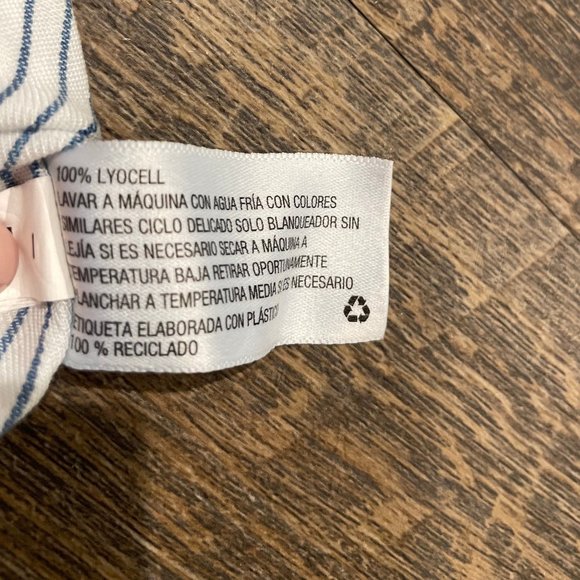 100% LYOCELL
LAVAR A MÁQUINA CON AGUA FRÍA CON COLORES
SIMILARES CICLO DELICADO SOLO BLANQUEADOR SIN
LEJÍA SI ES NECESARIO SECAR A MÁQUINA A
TEMPERATURA BAJA RETIRAR OPORTUNAMENTE
PLANCHAR A TEMPERATURA MEDIA SI ES NECESARIO
ETIQUETA ELABORADA CON PLÁSTICO
100 % RECICLADO